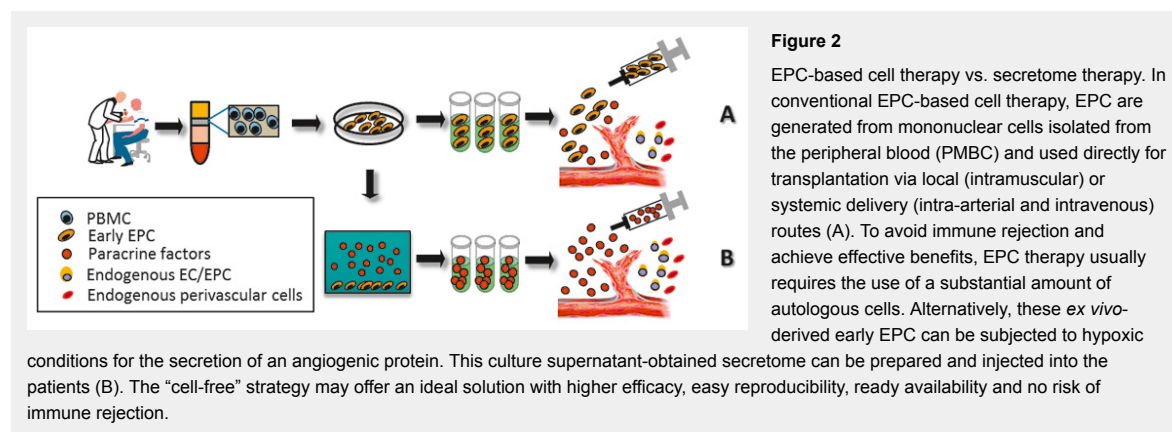 A
B
PBMC
Early EPC
Paracrine factors
Endogenous EC/EPC
Endogenous perivascular cells
Figure 2
EPC-based cell therapy vs. secretome therapy. In
conventional EPC-based cell therapy, EPC are
generated from mononuclear cells isolated from
the peripheral blood (PMBC) and used directly for
transplantation via local (intramuscular) or
systemic delivery (intra-arterial and intravenous)
routes (A). To avoid immune rejection and
achieve effective benefits, EPC therapy usually
requires the use of a substantial amount of
autologous cells. Alternatively, these ex vivo-
derived early EPC can be subjected to hypoxic
conditions for the secretion of an angiogenic protein. This culture supernatant-obtained secretome can be prepared and injected into the
patients (B). The “cell-free” strategy may offer an ideal solution with higher efficacy, easy reproducibility, ready availability and no risk of
immune rejection.